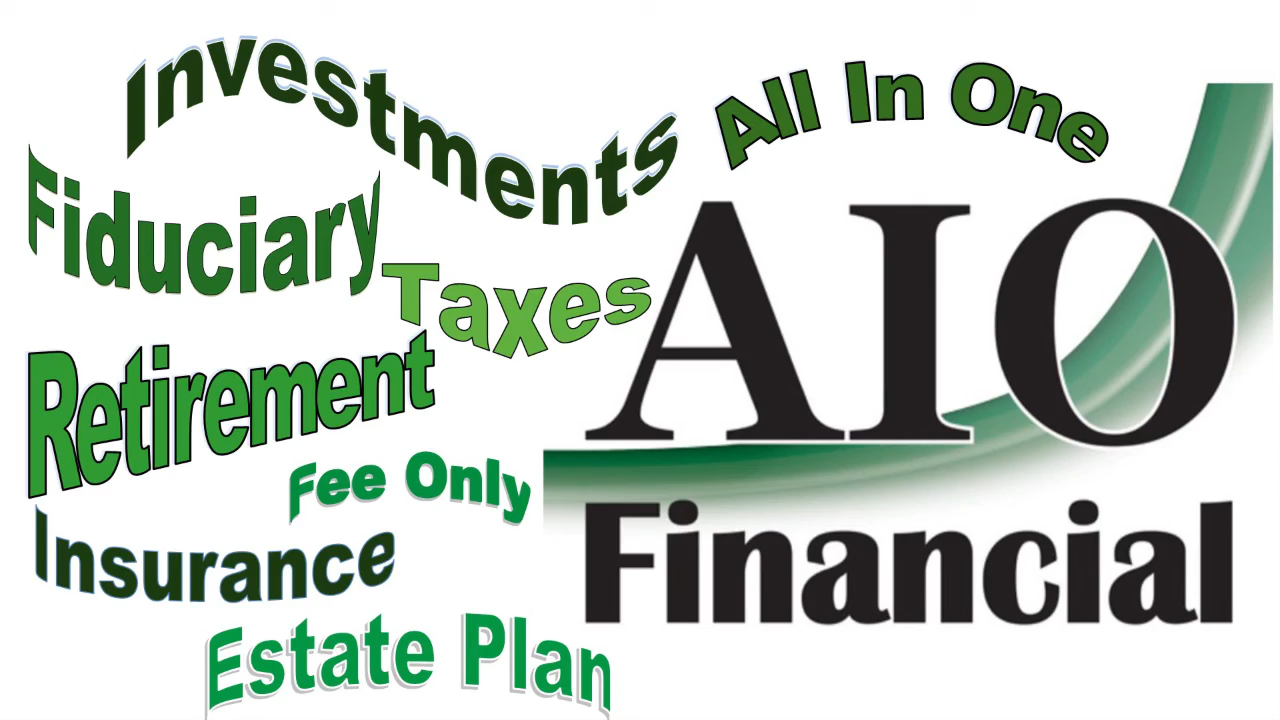 Investments
All In One
Fiduciary
Taxes
AIO
Retirement
Fee Only
Financial
Insurance
Estate Plan